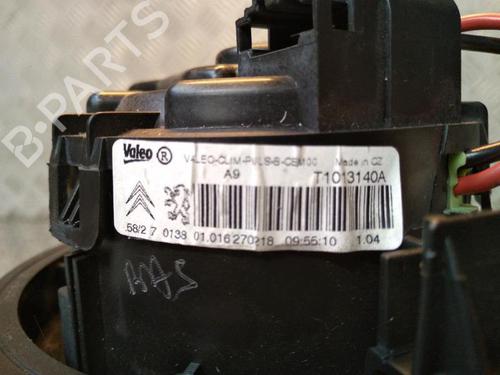 B-PARTS
Valeo ® VALEO-CLIM-PULS-S-CEM00 Made in CZ
A9 T1013140A
58/2 7 0138 01.016 270218 09:55:10 1.04